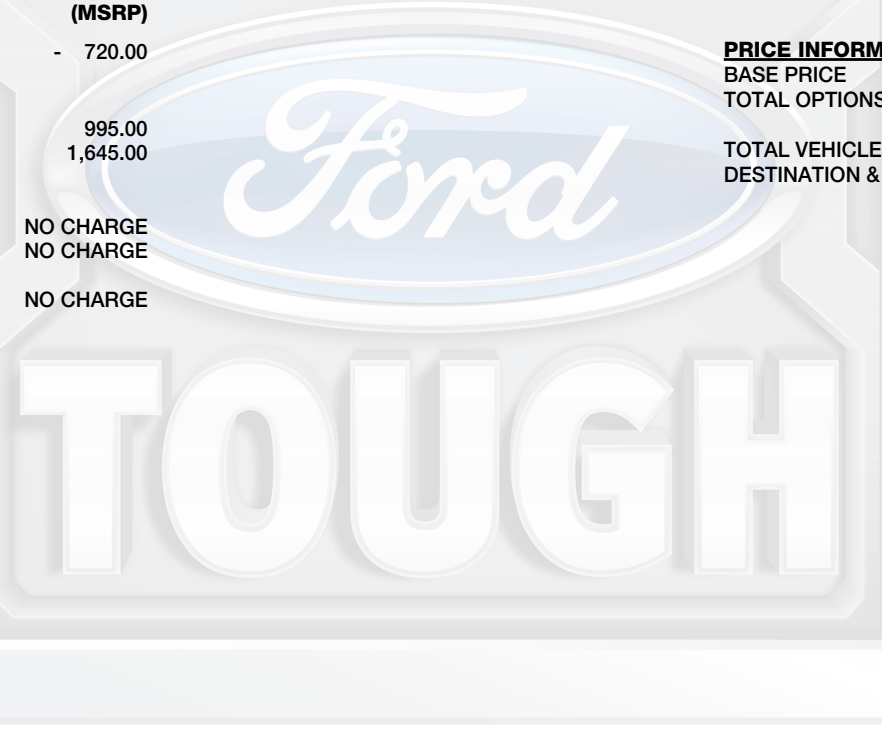 (MSRP)
- 720.00
995.00
1,645.00
NO CHARGE
NO CHARGE
NO CHARGE
PRICE INFORM
BASE PRICE
TOTAL OPTIONS
TOTAL VEHICLE
DESTINATION &
Ford
TOUGH